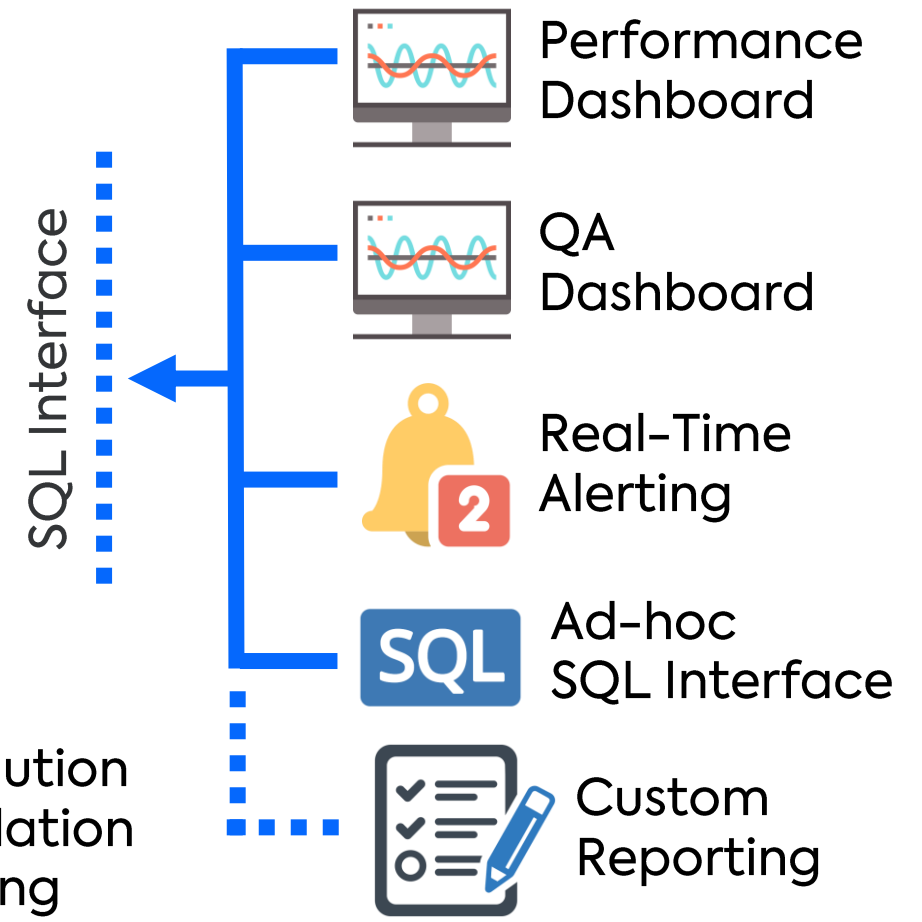 SQL Interface
Performance
Dashboard
QA
Dashboard
Real-Time
Alerting
2
SQL
Ad-hoc
SQL Interface
Custom
Reporting